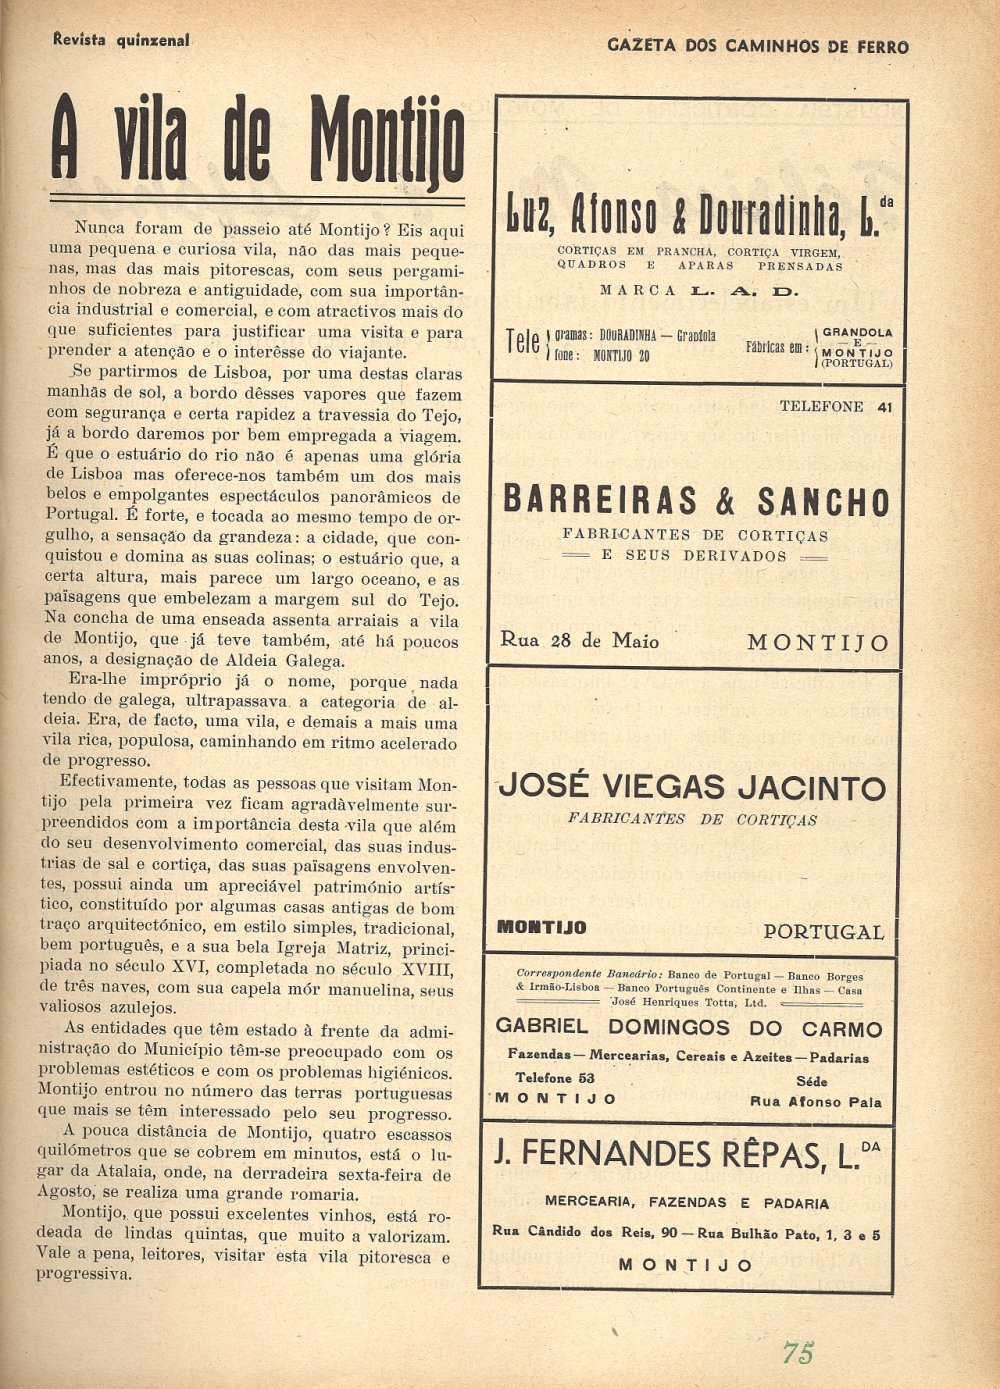 Revista quinzenal
GAZETA DOS CAMINHOS DE FERRO
A vila de Montijo
Nunca foram de passeio até Montijo? Eis aqui
uma pequena e curiosa vila, não das mais peque-
nas, mas das mais pitorescas, com seus pergami-
nhos de nobreza e antiguidade, com sua importân-
cia industrial e comercial, e com atractivos mais do
que suficientes para justificar uma visita e para
prender a atenção e o interêsse do viajante.
Se partirmos de Lisboa, por uma destas claras
manhãs de sol, a bordo dêsses vapores que fazem
com segurança e certa rapidez a travessia do Tejo,
já a bordo daremos por bem empregada a viagem.
É que o estuário do rio não é apenas uma glória
de Lisboa mas oferece-nos também um dos mais
belos e empolgantes espectáculos panorâmicos de
Portugal. É forte, e tocada ao mesmo tempo de or-
gulho, a sensação da grandeza: a cidade, que con-
quistou e domina as suas colinas; o estuário que, a
certa altura, mais parece um largo oceano, e as
païsagens que embelezam a margem sul do Tejo.
Na concha de uma enseada assenta arraiais a vila
de Montijo, que já teve também, até há poucos
anos, a designação de Aldeia Galega.
Era-lhe impróprio já o nome, porque nada
tendo de galega, ultrapassava a categoria de al-
deia. Era, de facto, uma vila, e demais a mais uma
vila rica, populosa, caminhando em ritmo acelerado
de progresso.
Efectivamente, todas as pessoas que visitam Mon-
tijo pela primeira vez ficam agradàvelmente sur-
preendidos com a importância desta vila que além
do seu desenvolvimento comercial, das suas indus-
trias de sal e cortiça, das suas païsagens envolven-
tes, possui ainda um apreciável património artís-
tico, constituído por algumas casas antigas de bom
traço arquitectónico, em estilo simples, tradicional,
bem português, e a sua bela Igreja Matriz, princi-
piada no século XVI, completada no século XVIII,
de três naves, com sua capela mór manuelina, seus
valiosos azulejos.
As entidades que têm estado à frente da admi-
nistração do Município têm-se preocupado com os
problemas estéticos e com os problemas higiénicos.
Montijo entrou no número das terras portuguesas
que mais se têm interessado pelo seu progresso.
A pouca distância de Montijo, quatro escassos
quilómetros que se cobrem em minutos, está o lu-
gar da Atalaia, onde, na derradeira sexta-feira de
Agosto, se realiza uma grande romaria.
Montijo, que possui excelentes vinhos, está ro-
deada de lindas quintas, que muito a valorizam.
Vale a pena, leitores, visitar esta vila pitoresca e
progressiva.
Luz, Afonso & Douradinha, L.da
CORTIÇAS EM PRANCHA, CORTIÇA VIRGEM,
QUADROS E APARAS PRENSADAS
MARCA L. A. D.
Tele { gramas: DOURADINHA — Grandola
fone: MONTIJO 20
Fábricas em: { GRANDOLA
— E —
MONTIJO
(PORTUGAL)
TELEFONE 41
BARREIRAS & SANCHO
FABRICANTES DE CORTIÇAS
E SEUS DERIVADOS
Rua 28 de Maio MONTIJO
JOSÉ VIEGAS JACINTO
FABRICANTES DE CORTIÇAS
MONTIJO PORTUGAL
Correspondente Bancário: Banco de Portugal — Banco Borges
& Irmão-Lisboa — Banco Português Continente e Ilhas — Casa
José Henriques Totta, Ltd.
GABRIEL DOMINGOS DO CARMO
Fazendas — Mercearias, Cereais e Azeites — Padarias
Telefone 53 Séde
MONTIJO Rua Afonso Pala
J. FERNANDES RÊPAS, L.DA
MERCEARIA, FAZENDAS E PADARIA
Rua Cândido dos Reis, 90 — Rua Bulhão Pato, 1, 3 e 5
MONTIJO
75